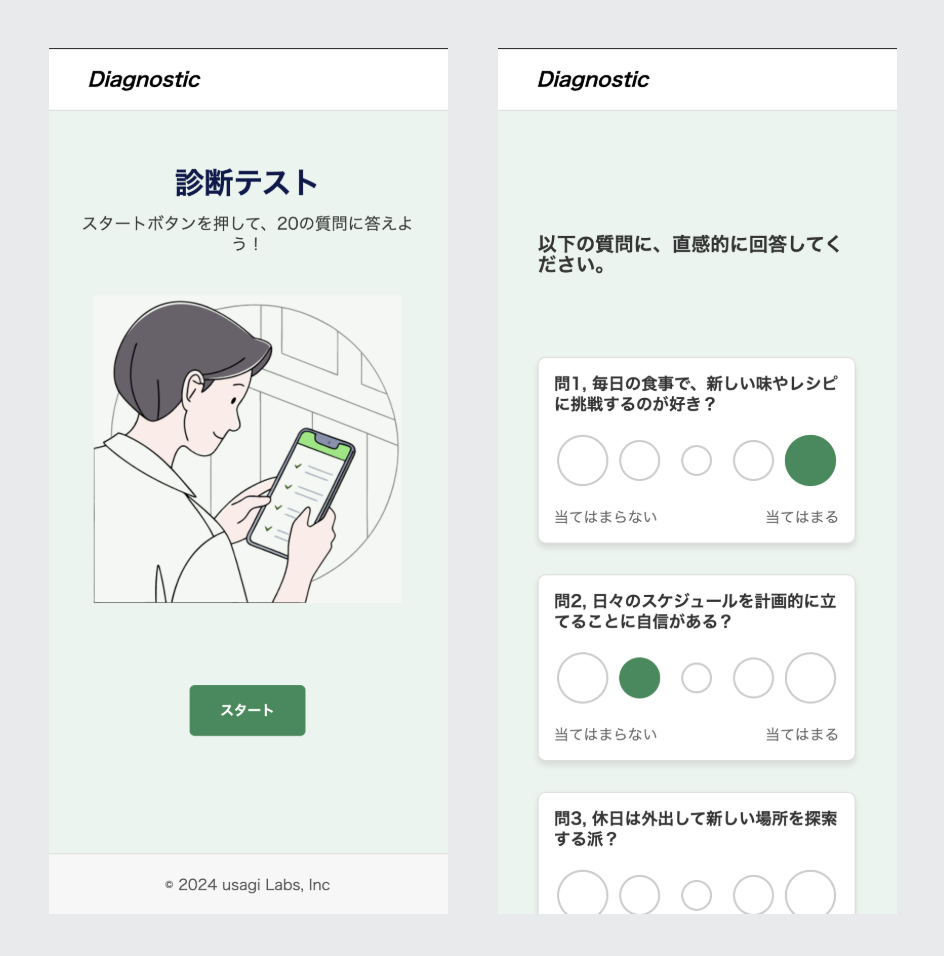 Diagnostic
診断テスト
スタートボタンを押して、20の質問に答えよ
う！
スタート
© 2024 usagi Labs, Inc
Diagnostic
以下の質問に、直感的に回答してく
ださい。
問1, 毎日の食事で、新しい味やレシピ
に挑戦するのが好き？
当てはまらない 当てはまる
問2, 日々のスケジュールを計画的に立
てることに自信がある？
当てはまらない 当てはまる
問3, 休日は外出して新しい場所を探索
する派？